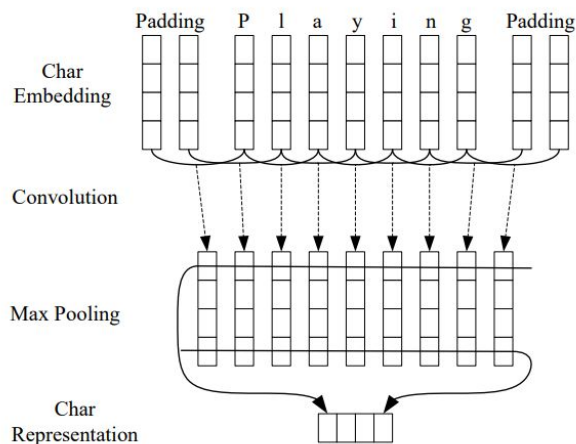 Padding P l a y i n g Padding
Char
Embedding
Convolution
Max Pooling
Char
Representation